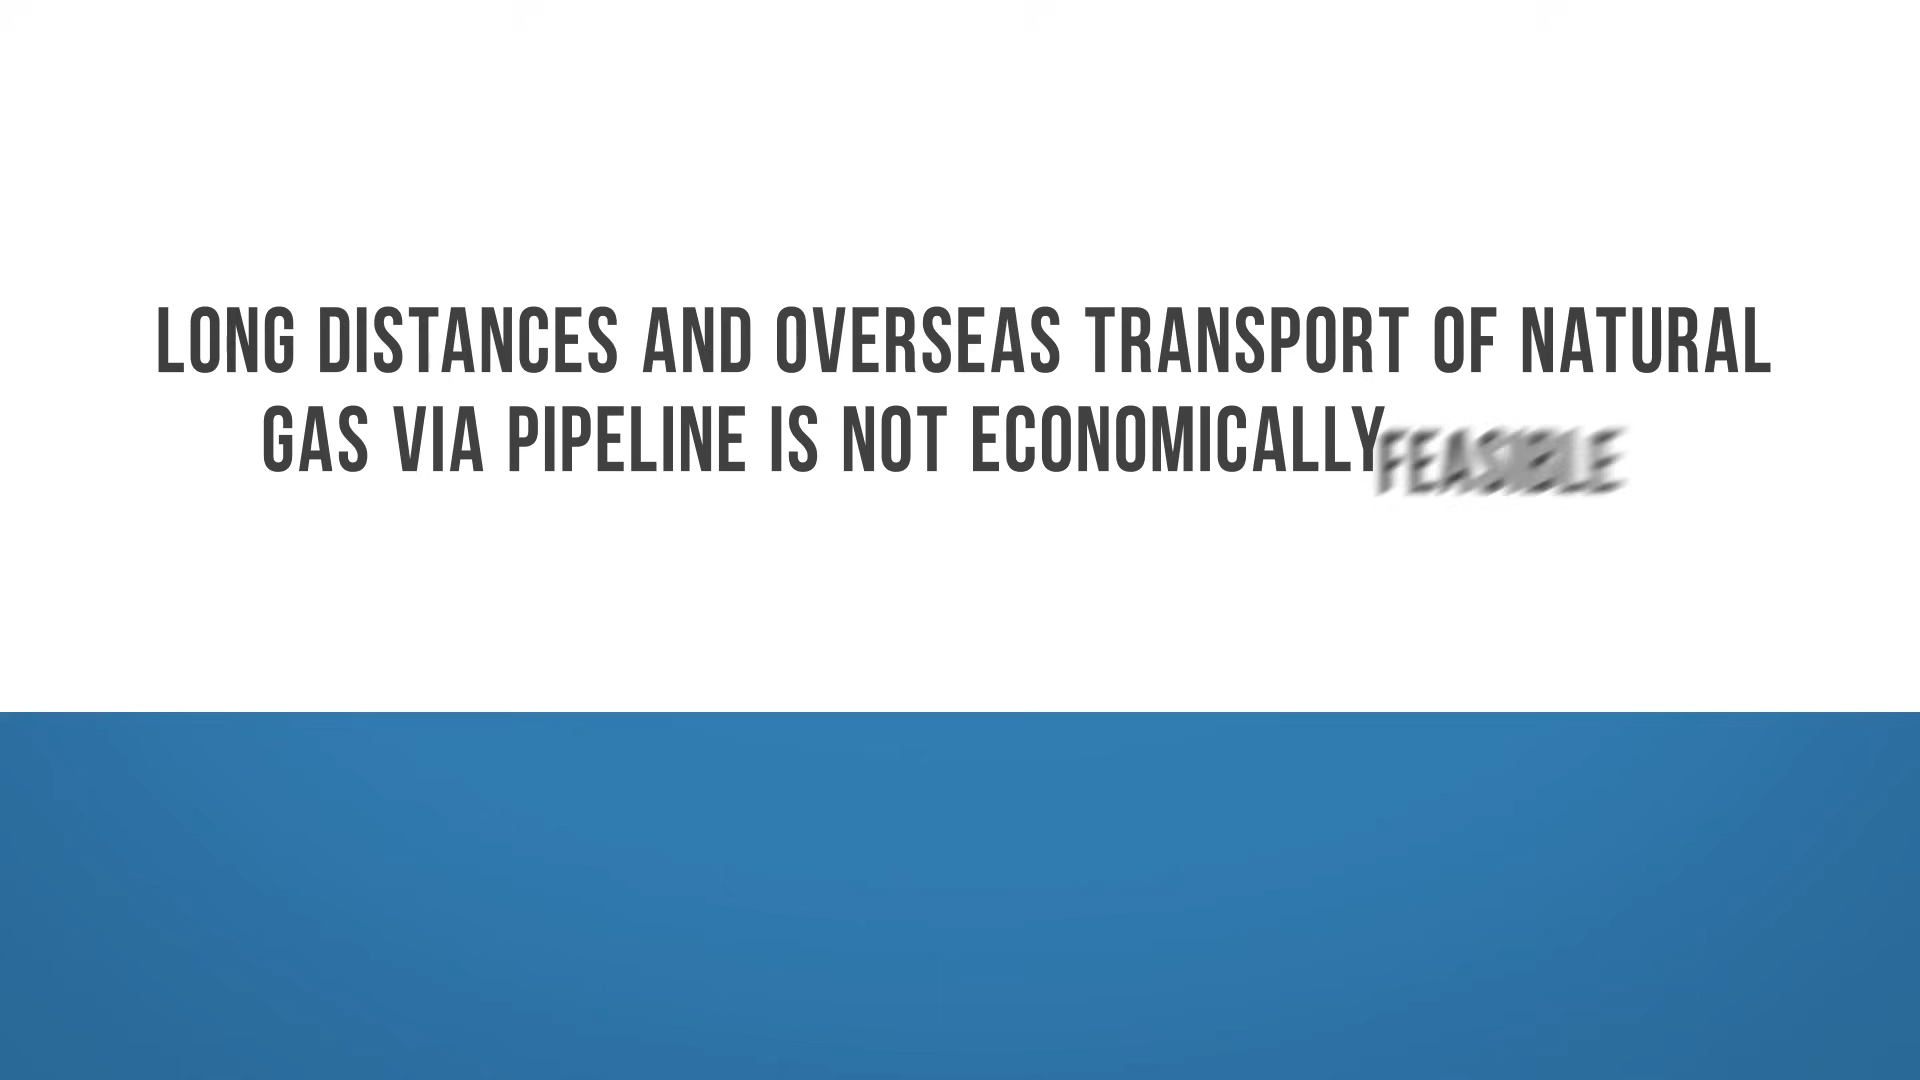 LONG DISTANCES AND OVERSEAS TRANSPORT OF NATURAL
GAS VIA PIPELINE IS NOT ECONOMICALLY FEASIBLE